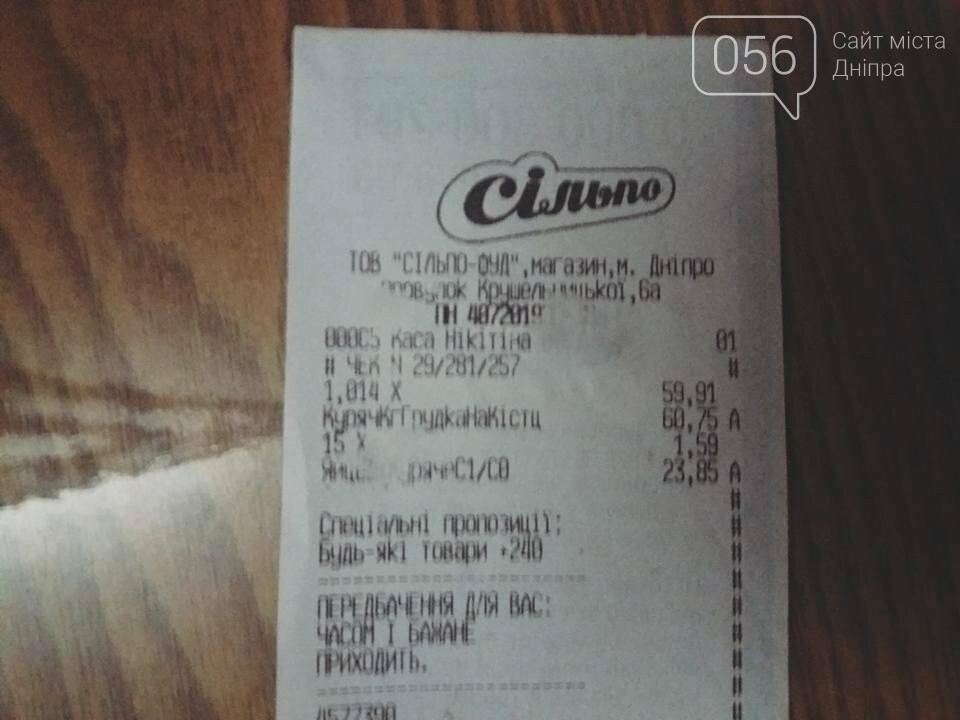 056 Сайт міста
Дніпра
Сільпо
ТОВ "СІЛЬПО-ФУД",магазин,м. Дніпро
Крушельницької,6а
ПН 4072019
Каса Нікітіна 01
# ЧЕК N 29/281/257 #
1,014 X 59,91
КурячКгГрудкаНаКістц 60,75 А
15 X 1,59
23,85 А
#
Спеціальні пропозиції: #
Будь-які товари +240 #
#
ПЕРЕДБАЧЕННЯ ДЛЯ ВАС: #
ЧАСОМ І БАЖАНЕ #
ПРИХОДИТЬ. #
#
4577390 #